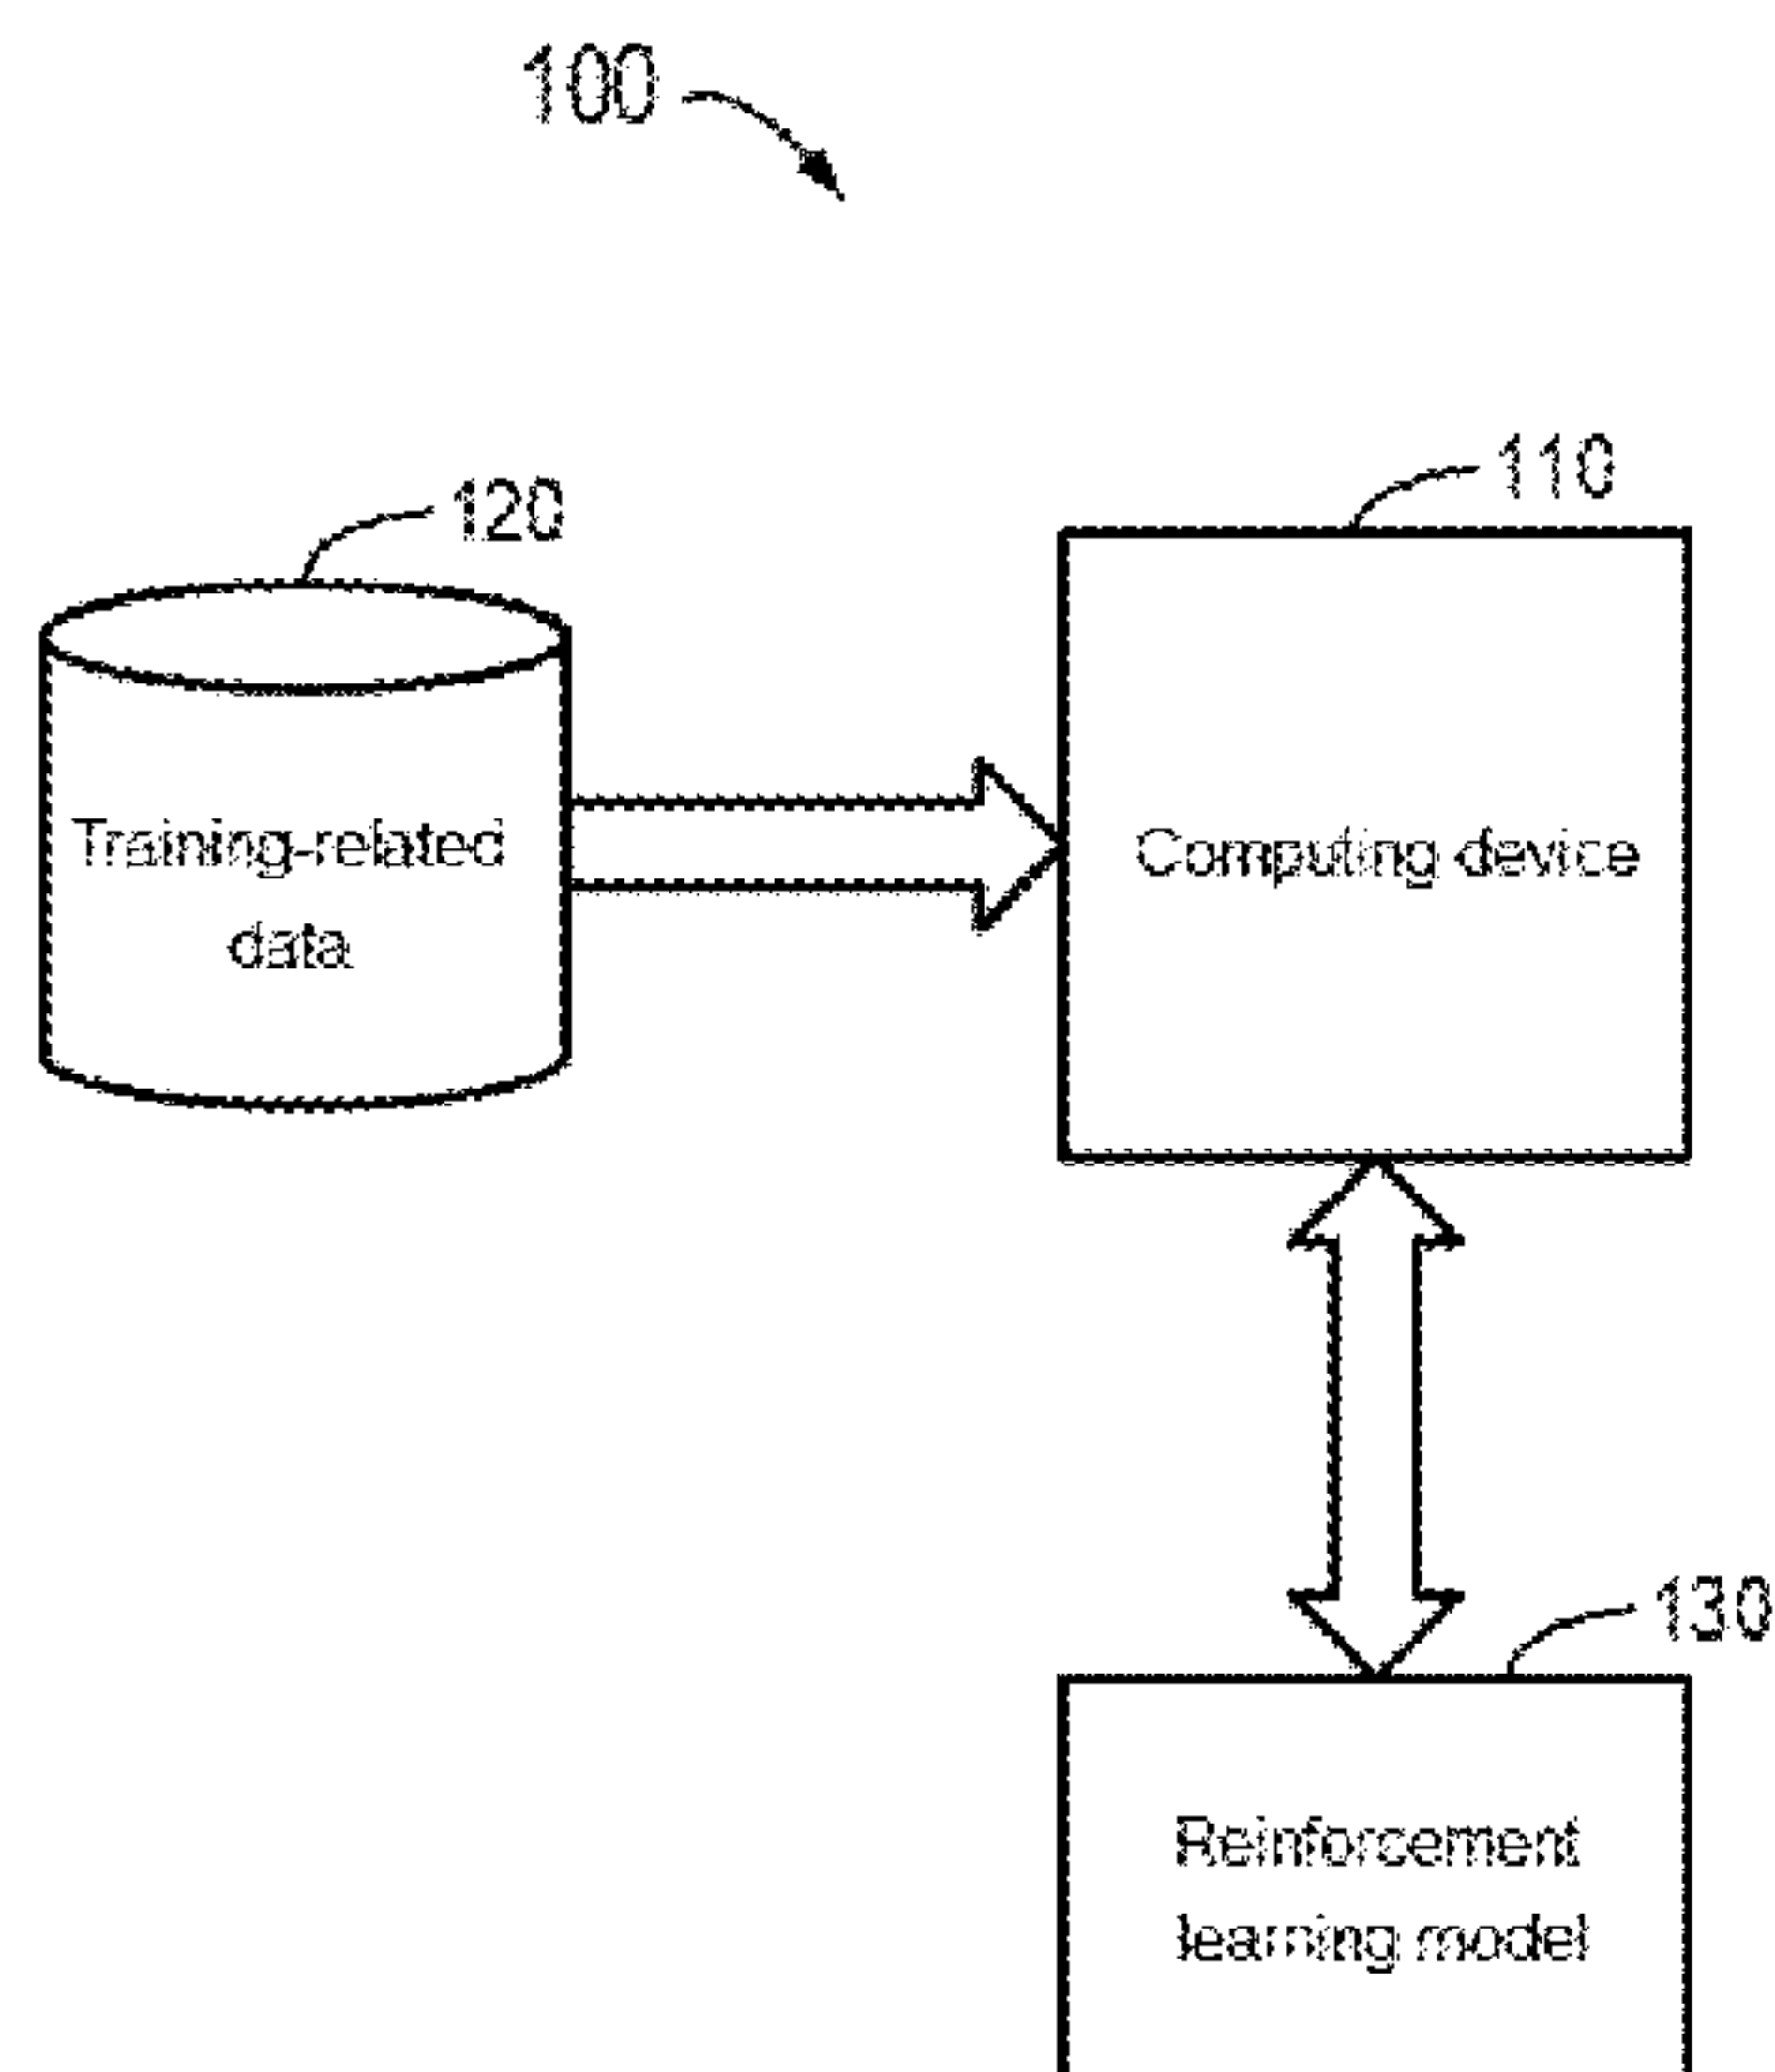 100
110
120
Training-related
data
Computing device
130
Reinforcement
learning model